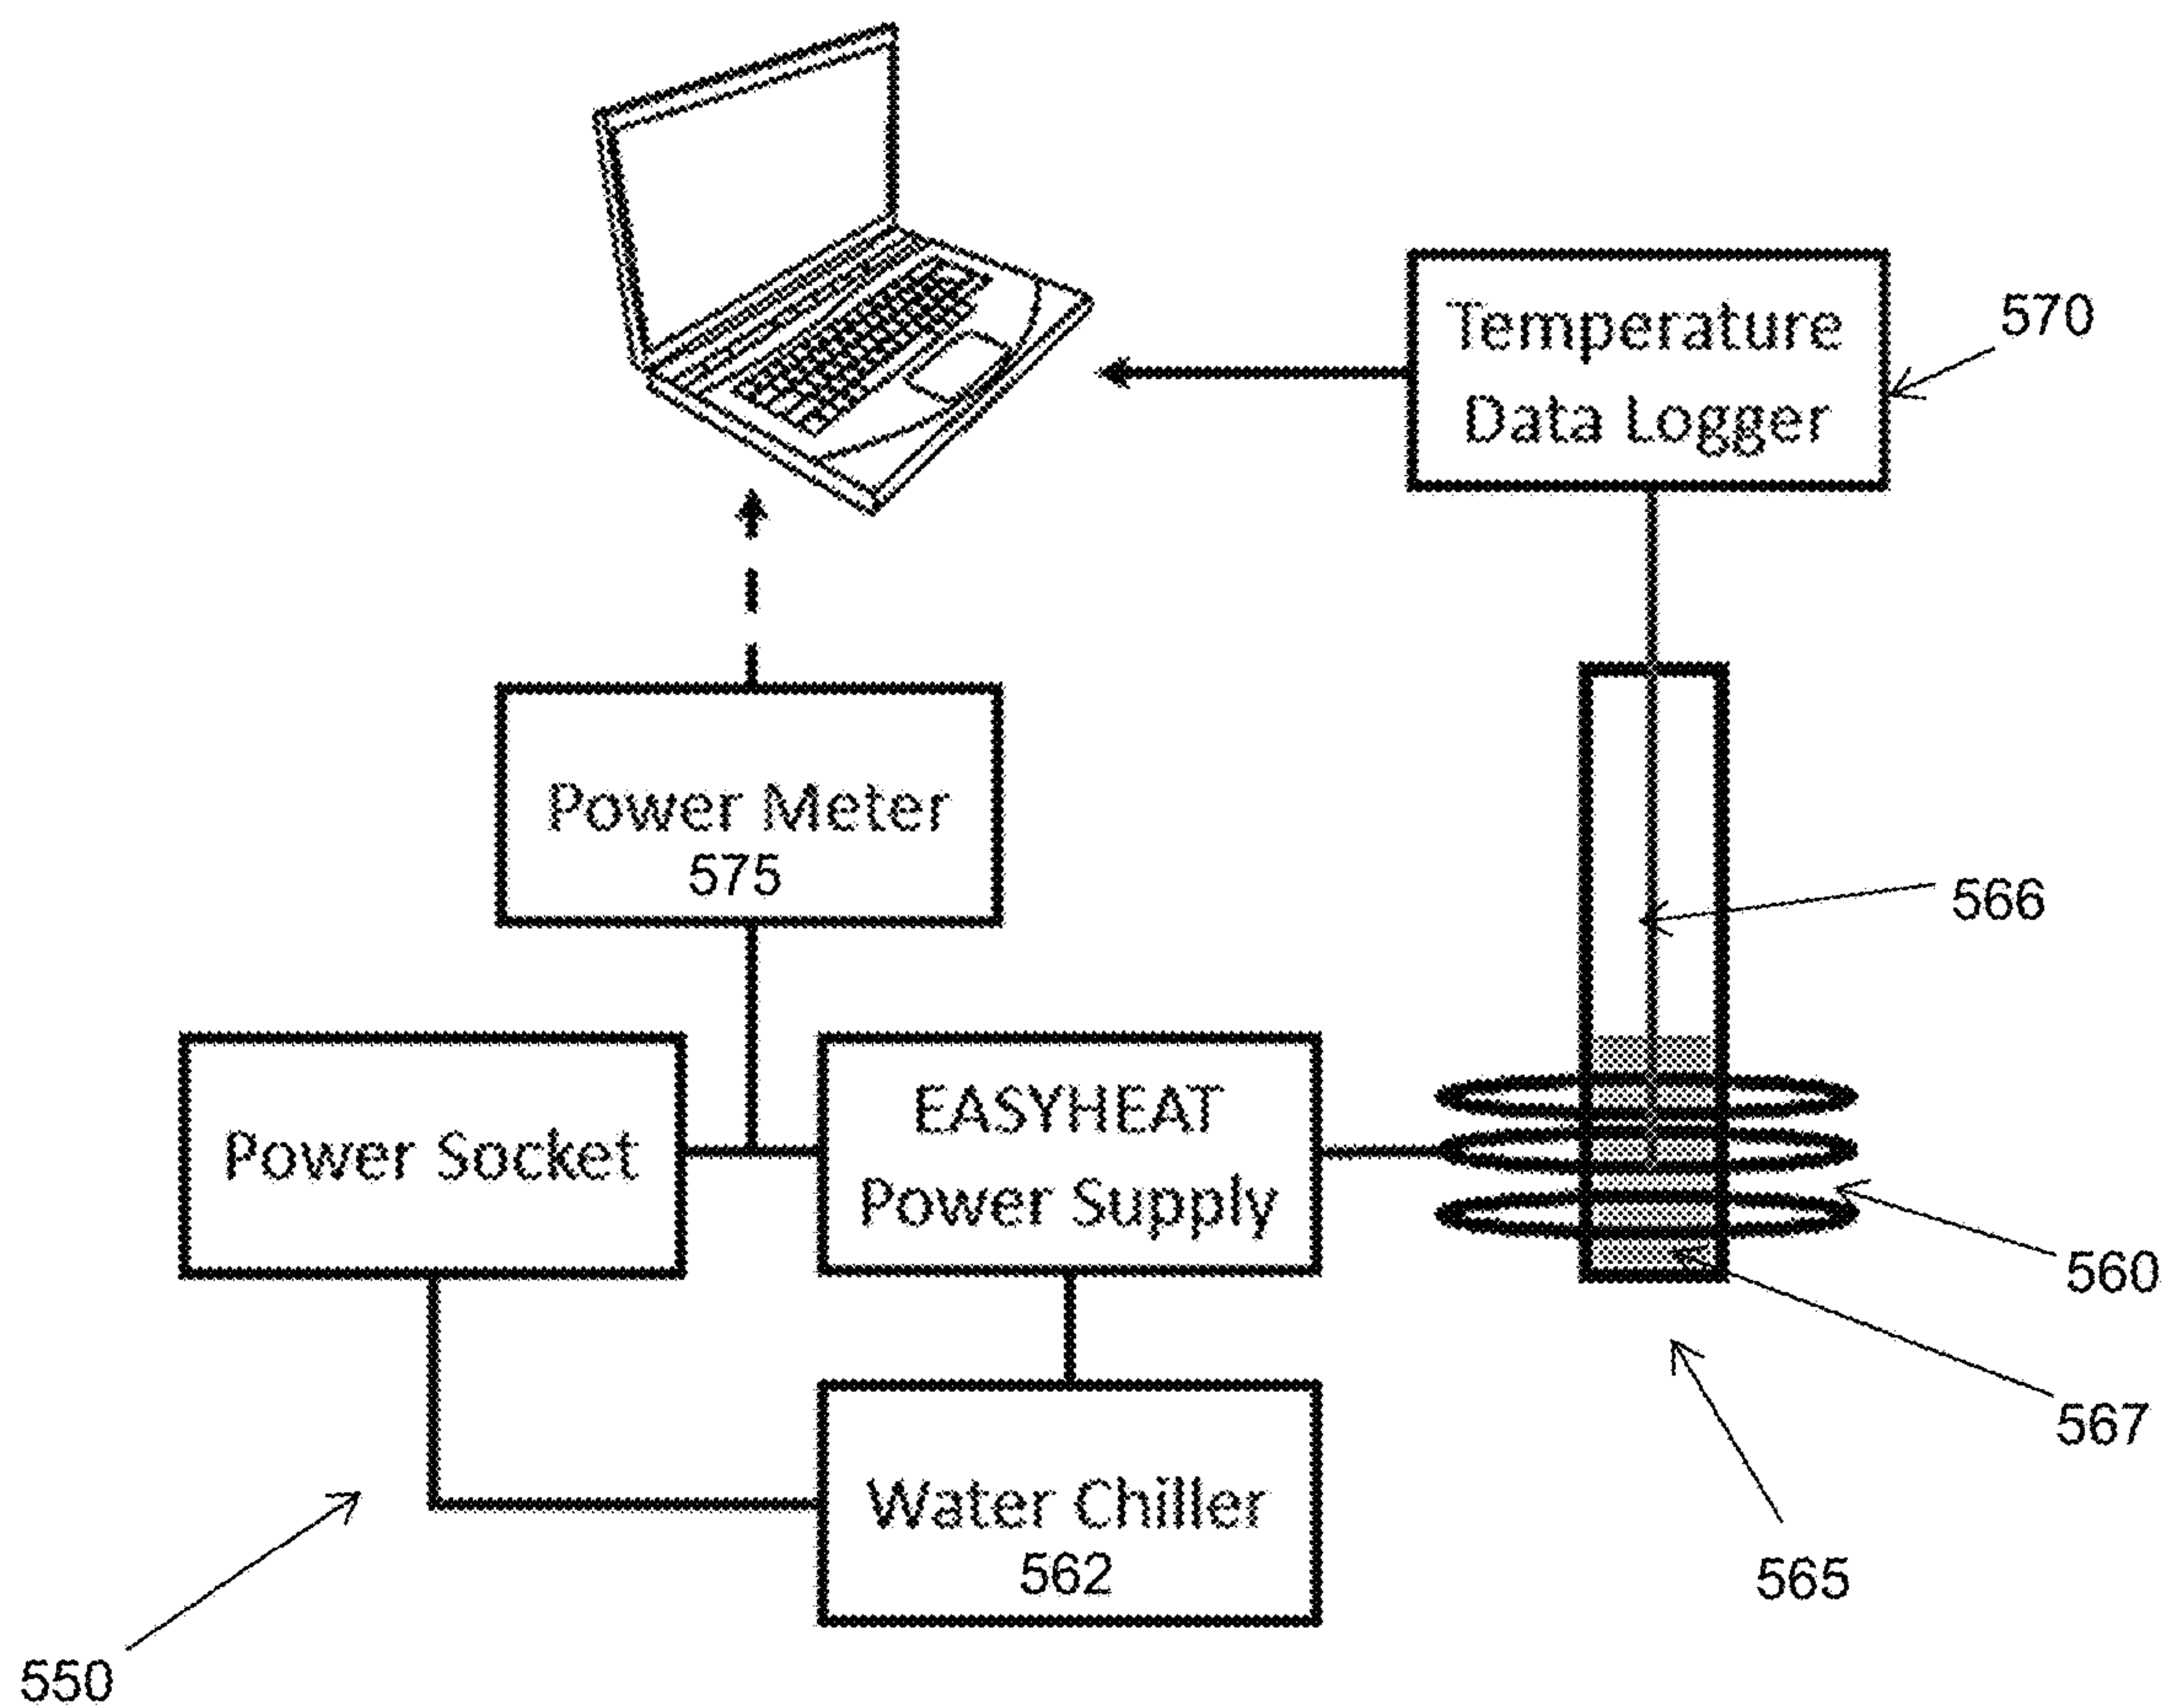 Temperature
Data Logger
570
Power Meter
575
566
Power Socket
EASYHEAT
Power Supply
560
567
Water Chiller
562
565
550